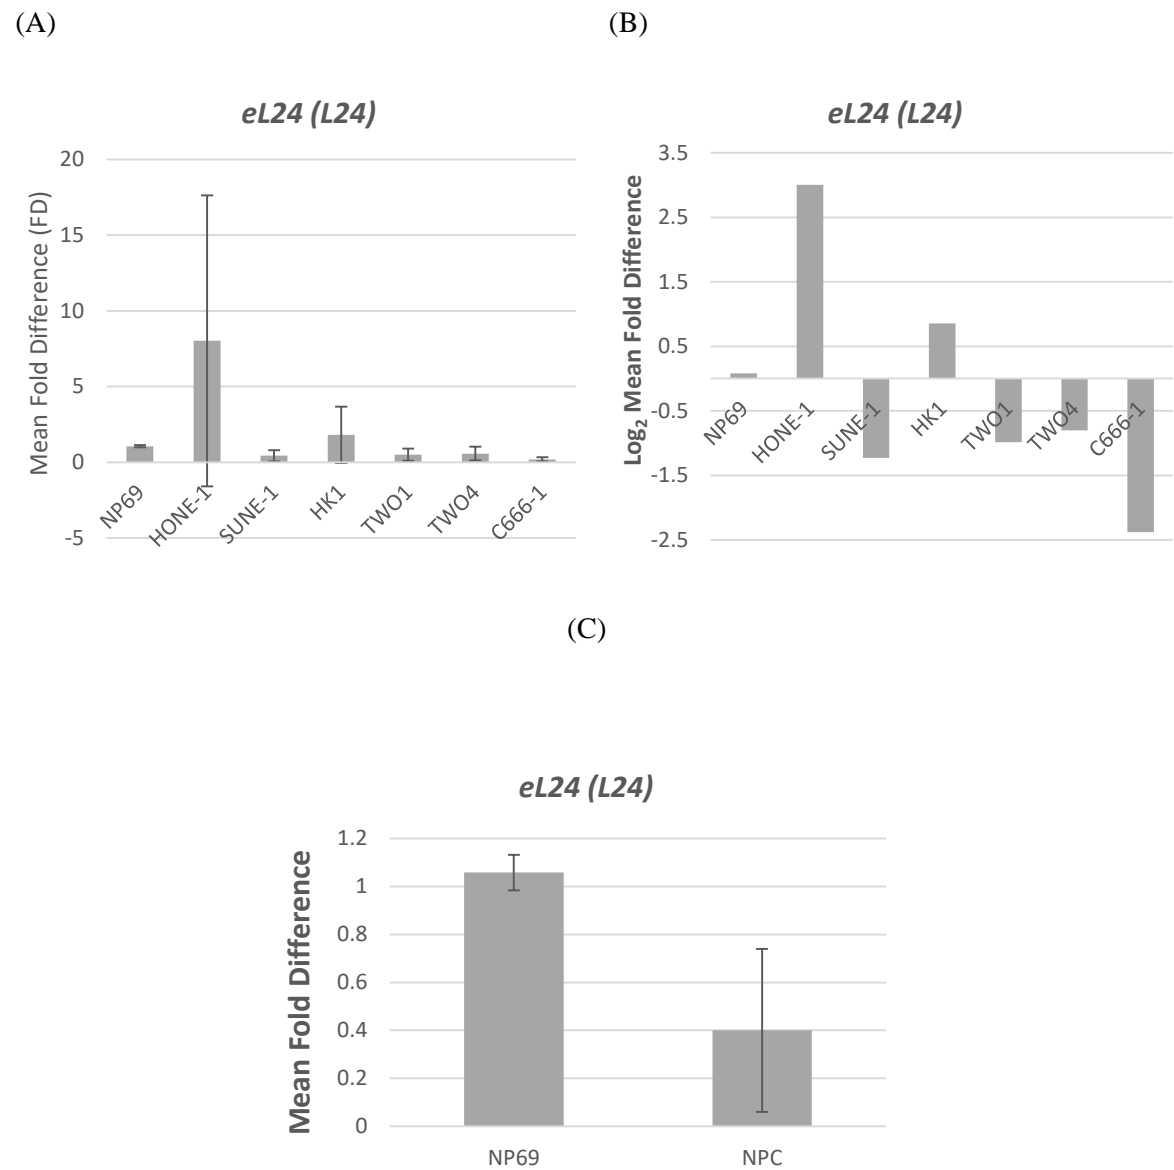 (A)
eL24 (L24)
Mean Fold Difference (FD)
20
15
10
5
0
-5
NP69
HONE-1
SUNE-1
HK1
TWO1
TWO4
C666-1
(B)
eL24 (L24)
Log₂ Mean Fold Difference
3.5
2.5
1.5
0.5
-0.5
-1.5
-2.5
NP69
HONE-1
SUNE-1
HK1
TWO1
TWO4
C666-1
(C)
eL24 (L24)
Mean Fold Difference
1.2
1
0.8
0.6
0.4
0.2
0
NP69
NPC